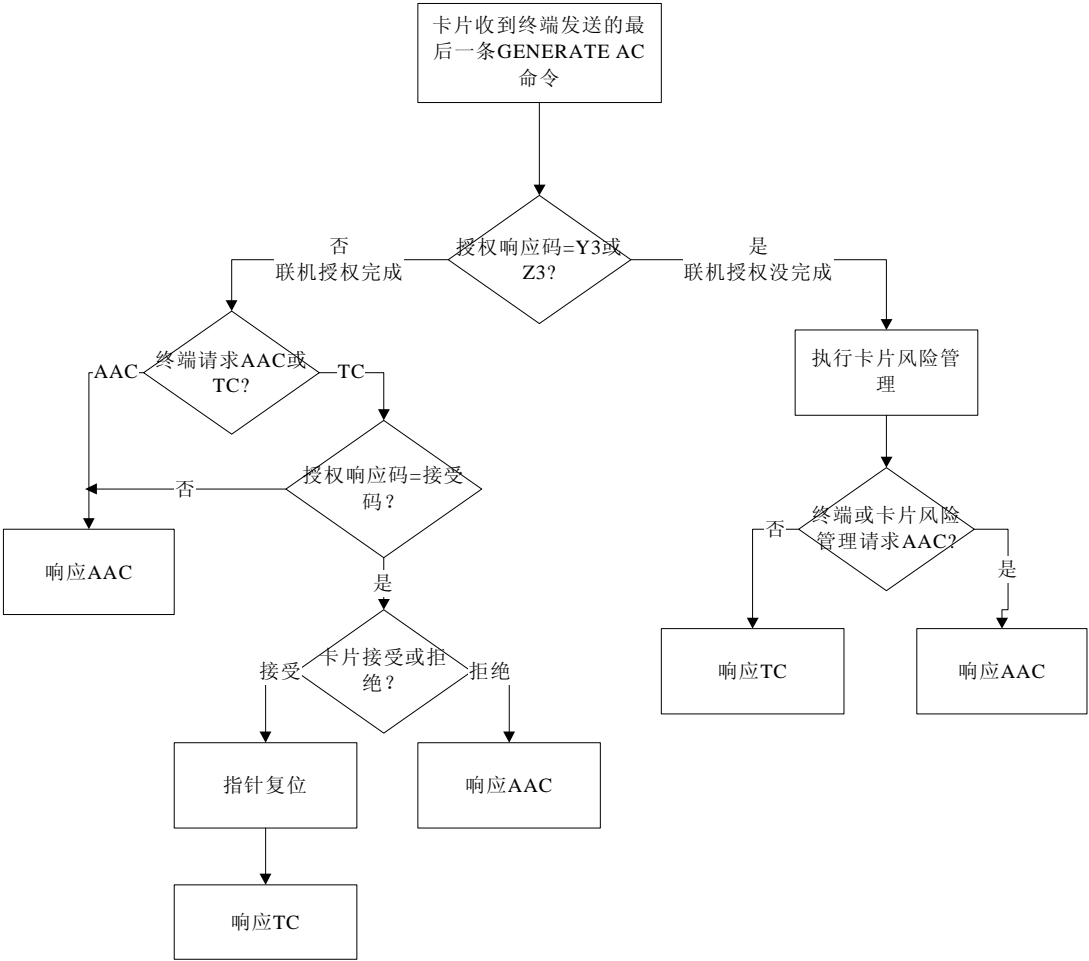 卡片收到终端发送的最
后一条GENERATE AC
命令
授权响应码=Y3或
Z3?
否
联机授权完成
是
联机授权没完成
终端请求AAC或
TC?
AAC
TC
执行卡片风险管
理
授权响应码=接受
码？
否
是
响应AAC
终端或卡片风险
管理请求AAC?
否
是
卡片接受或拒
绝？
接受
拒绝
响应TC
响应AAC
指针复位
响应AAC
响应TC